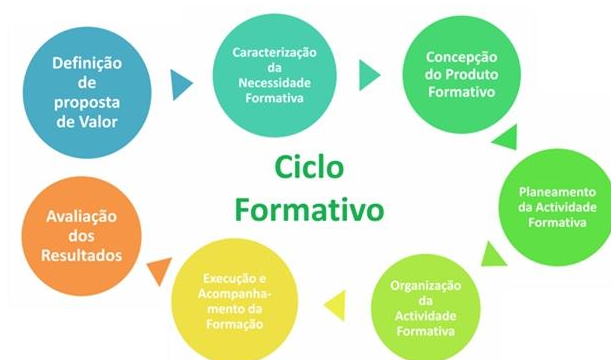 Definição
de
proposta
de Valor
Caracterização
da
Necessidade
Formativa
Concepção
do Produto
Formativo
Ciclo
Formativo
Planeamento
da Actividade
Formativa
Organização
da
Actividade
Formativa
Execução e
Acompanha-
mento da
Formação
Avaliação
dos
Resultados